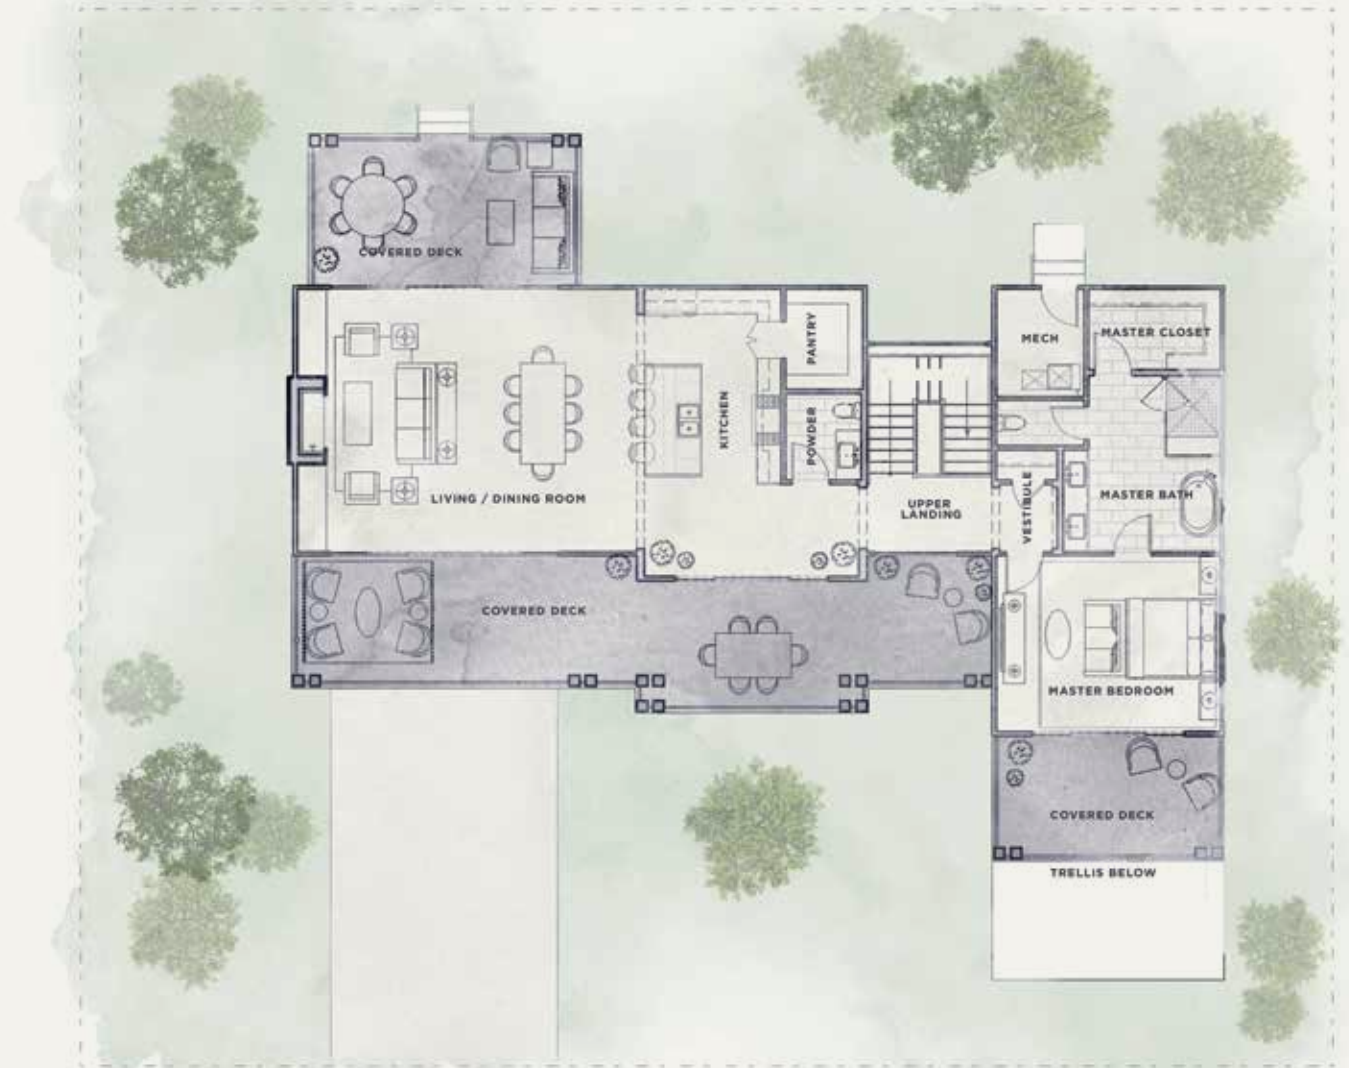 COVERED DECK
PANTRY
MECH
MASTER CLOSET
KITCHEN
POWDER
LIVING / DINING ROOM
UPPER
LANDING
VESTIBULE
MASTER BATH
COVERED DECK
MASTER BEDROOM
COVERED DECK
TRELLIS BELOW